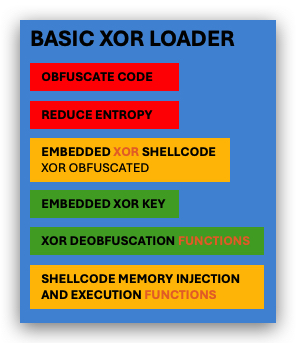 BASIC XOR LOADER
OBFUSCATE CODE
REDUCE ENTROPY
EMBEDDED XOR SHELLCODE
XOR OBFUSCATED
EMBEDDED XOR KEY
XOR DEOBFUSCATION FUNCTIONS
SHELLCODE MEMORY INJECTION
AND EXECUTION FUNCTIONS